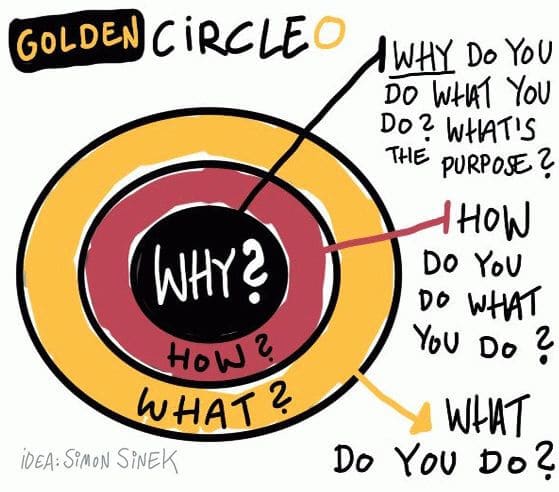 GOLDEN CIRCLE
WHY DO YOU
DO WHAT YOU
DO? WHAT'S
THE PURPOSE?
HOW
DO YOU
DO WHAT
YOU DO?
WHY?
HOW?
WHAT?
WHAT
DO YOU DO?
iDEA: SiMON SiNEK